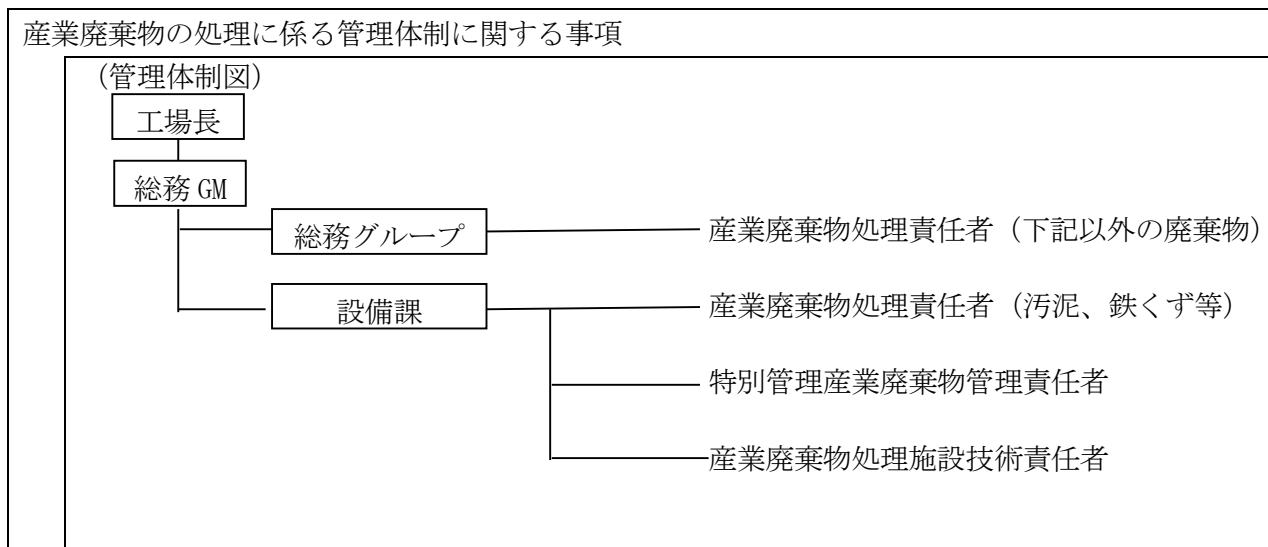 産業廃棄物の処理に係る管理体制に関する事項
（管理体制図）
工場長
総務 GM
総務グループ
産業廃棄物処理責任者（下記以外の廃棄物）
設備課
産業廃棄物処理責任者（汚泥、鉄くず等）
特別管理産業廃棄物管理責任者
産業廃棄物処理施設技術責任者